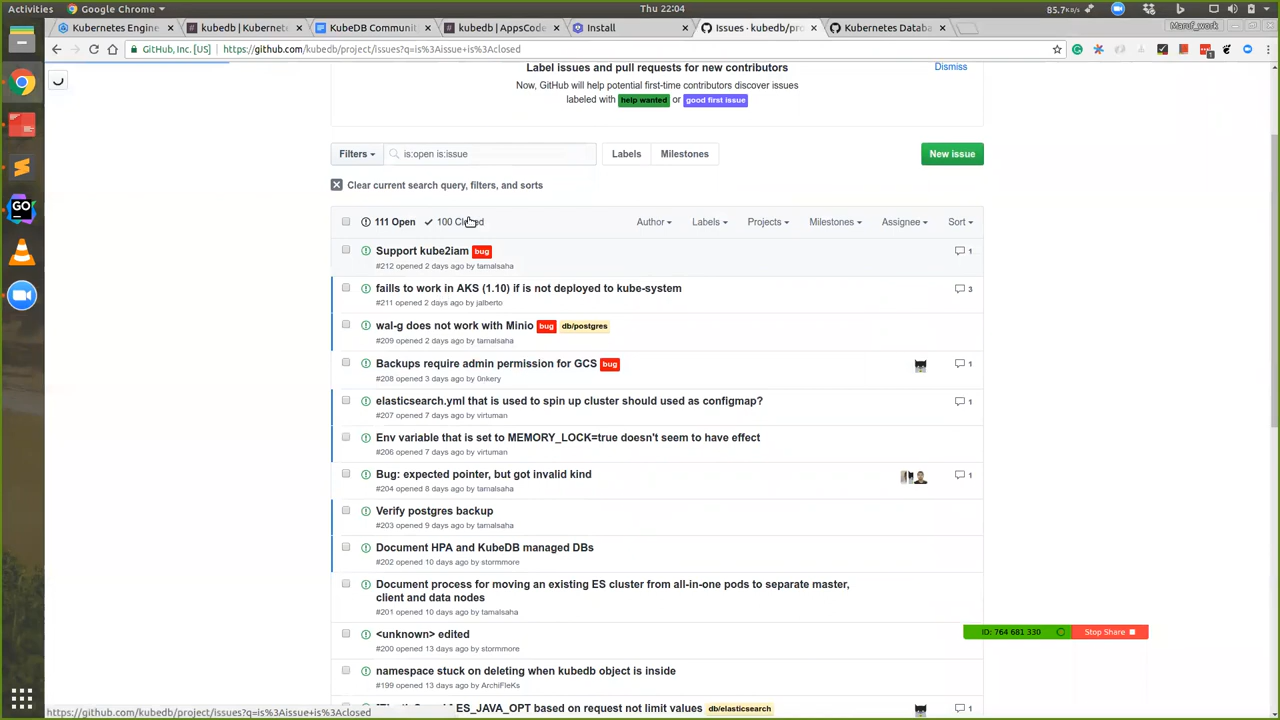 Activities Google Chrome Thu 22:04 85.7KB/s
Kubernetes Engine kubedb | Kubernet KubeDB Communit kubedb | AppsCode Install Issues · kubedb/pro Kubernetes Databa Maruf_work
GitHub, Inc. [US] https://github.com/kubedb/project/issues?q=is%3Aissue+is%3Aclosed
Label issues and pull requests for new contributors Dismiss
Now, GitHub will help potential first-time contributors discover issues
labeled with help wanted or good first issue
Filters is:open is:issue Labels Milestones New issue
Clear current search query, filters, and sorts
111 Open 100 Closed Author Labels Projects Milestones Assignee Sort
Support kube2iam bug 1
#212 opened 2 days ago by tamalsaha
faills to work in AKS (1.10) if is not deployed to kube-system 3
#211 opened 2 days ago by jalberto
wal-g does not work with Minio bug db/postgres
#209 opened 2 days ago by tamalsaha
Backups require admin permission for GCS bug 1
#208 opened 3 days ago by 0nkery
elasticsearch.yml that is used to spin up cluster should used as configmap? 1
#207 opened 7 days ago by virtuman
Env variable that is set to MEMORY_LOCK=true doesn't seem to have effect
#206 opened 7 days ago by virtuman
Bug: expected pointer, but got invalid kind 1
#204 opened 8 days ago by tamalsaha
Verify postgres backup
#203 opened 9 days ago by tamalsaha
Document HPA and KubeDB managed DBs
#202 opened 10 days ago by stormmore
Document process for moving an existing ES cluster from all-in-one pods to separate master,
client and data nodes
#201 opened 10 days ago by tamalsaha
<unknown> edited
#200 opened 13 days ago by stormmore
ID: 764 681 330 Stop Share
namespace stuck on deleting when kubedb object is inside
#199 opened 13 days ago by ArchiFleKs
ES_JAVA_OPT based on request not limit values db/elasticsearch 1
https://github.com/kubedb/project/issues?q=is%3Aissue+is%3Aclosed